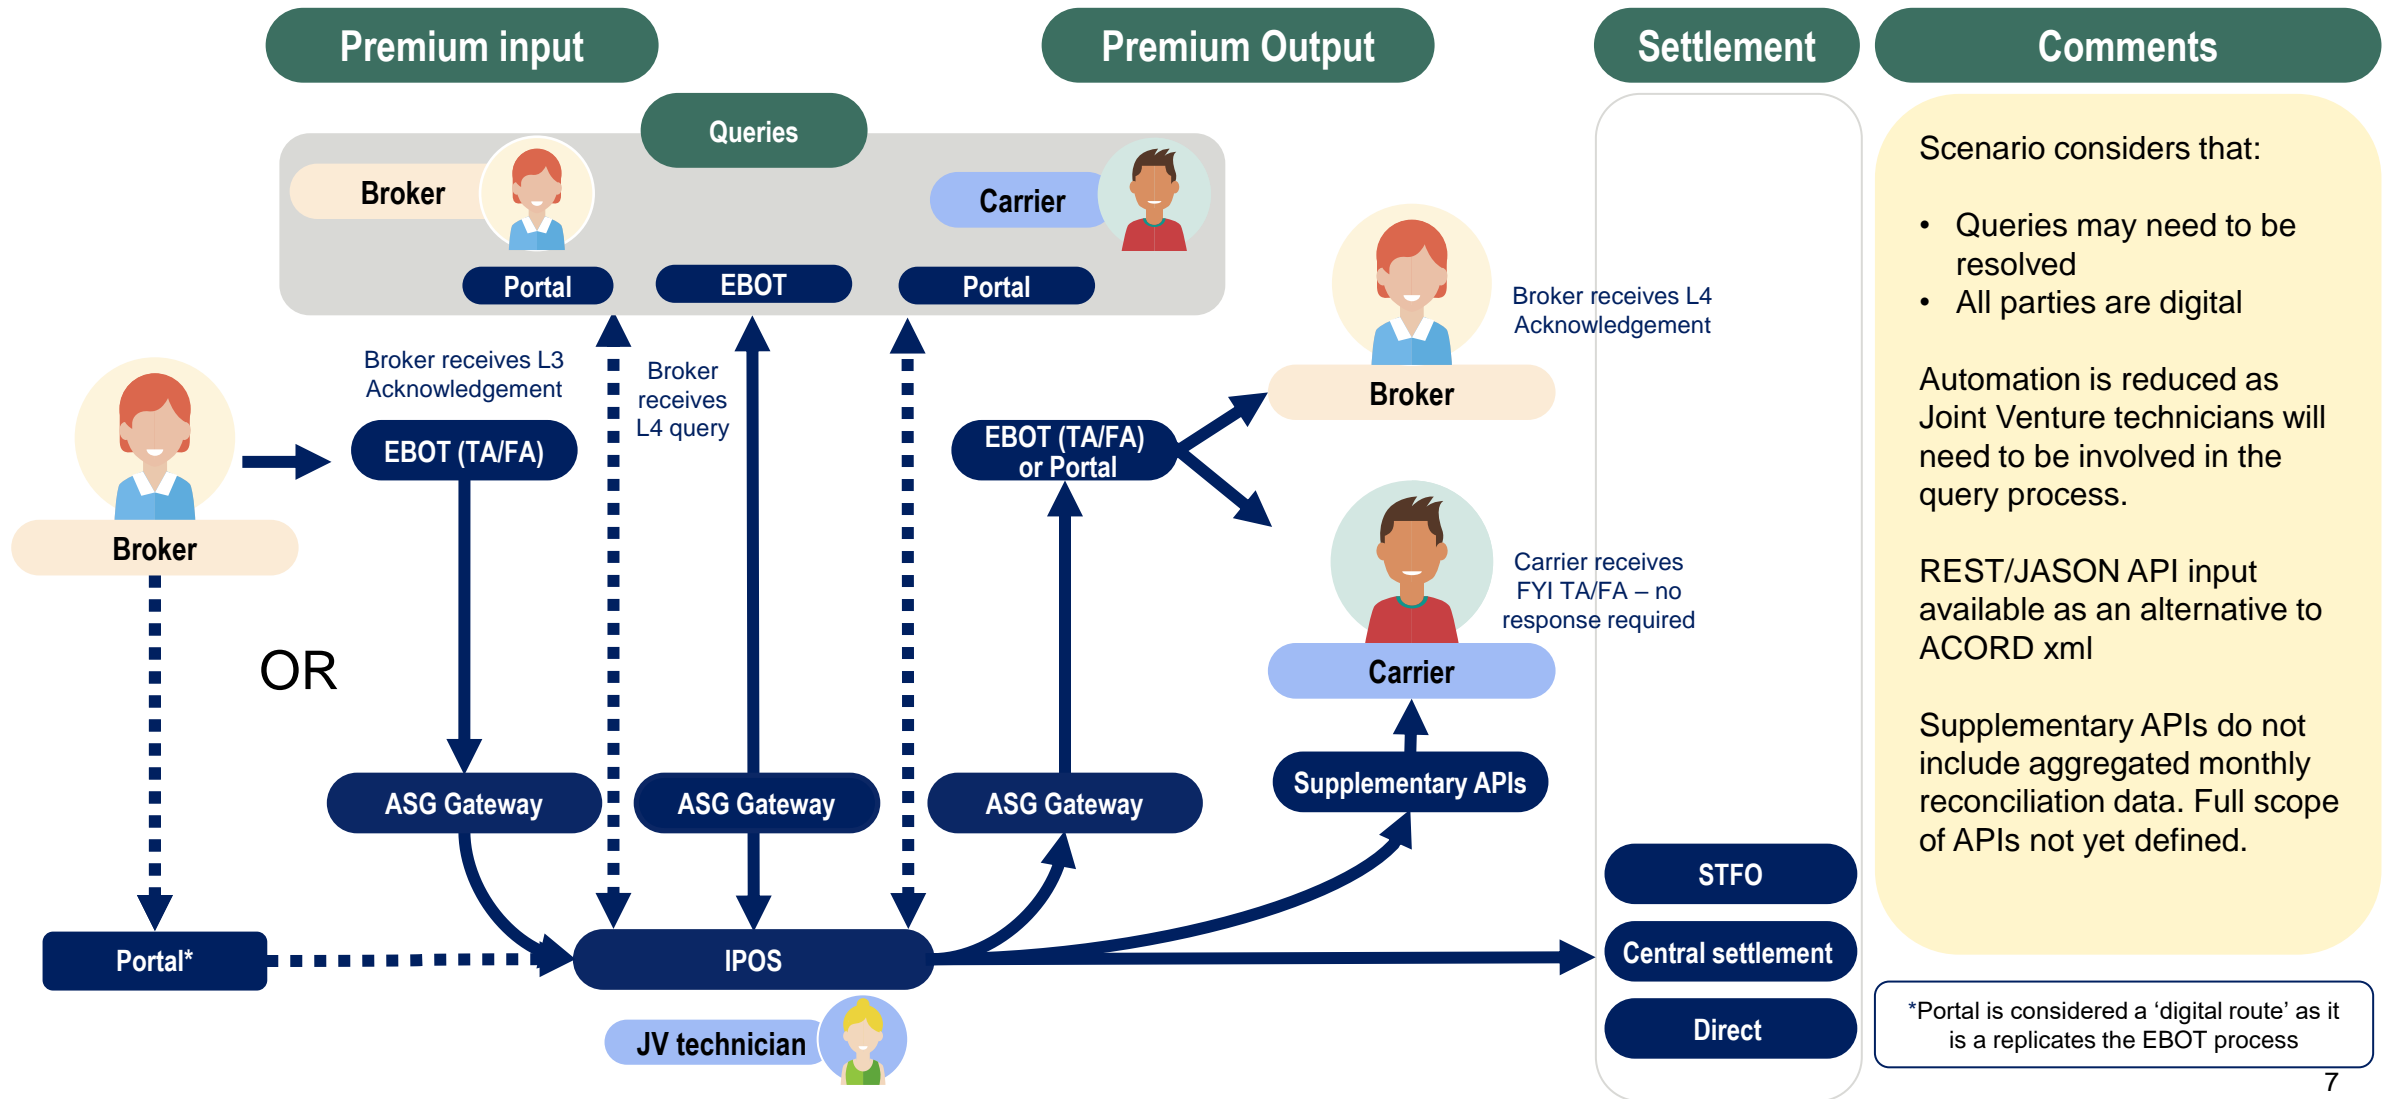 Premium input
Premium Output
Settlement
Comments
Queries
Broker
Carrier
Portal
EBOT
Portal
Broker receives L3
Acknowledgement
Broker
receives
L4 query
EBOT (TA/FA)
Broker
OR
ASG Gateway
ASG Gateway
ASG Gateway
Portal*
IPOS
JV technician
EBOT (TA/FA)
or Portal
Broker receives L4
Acknowledgement
Broker
Carrier receives
FYI TA/FA – no
response required
Carrier
Supplementary APIs
STFO
Central settlement
Direct
Scenario considers that:
• Queries may need to be
resolved
• All parties are digital
Automation is reduced as
Joint Venture technicians will
need to be involved in the
query process.
REST/JASON API input
available as an alternative to
ACORD xml
Supplementary APIs do not
include aggregated monthly
reconciliation data. Full scope
of APIs not yet defined.
*Portal is considered a ‘digital route’ as it
is a replicates the EBOT process
7